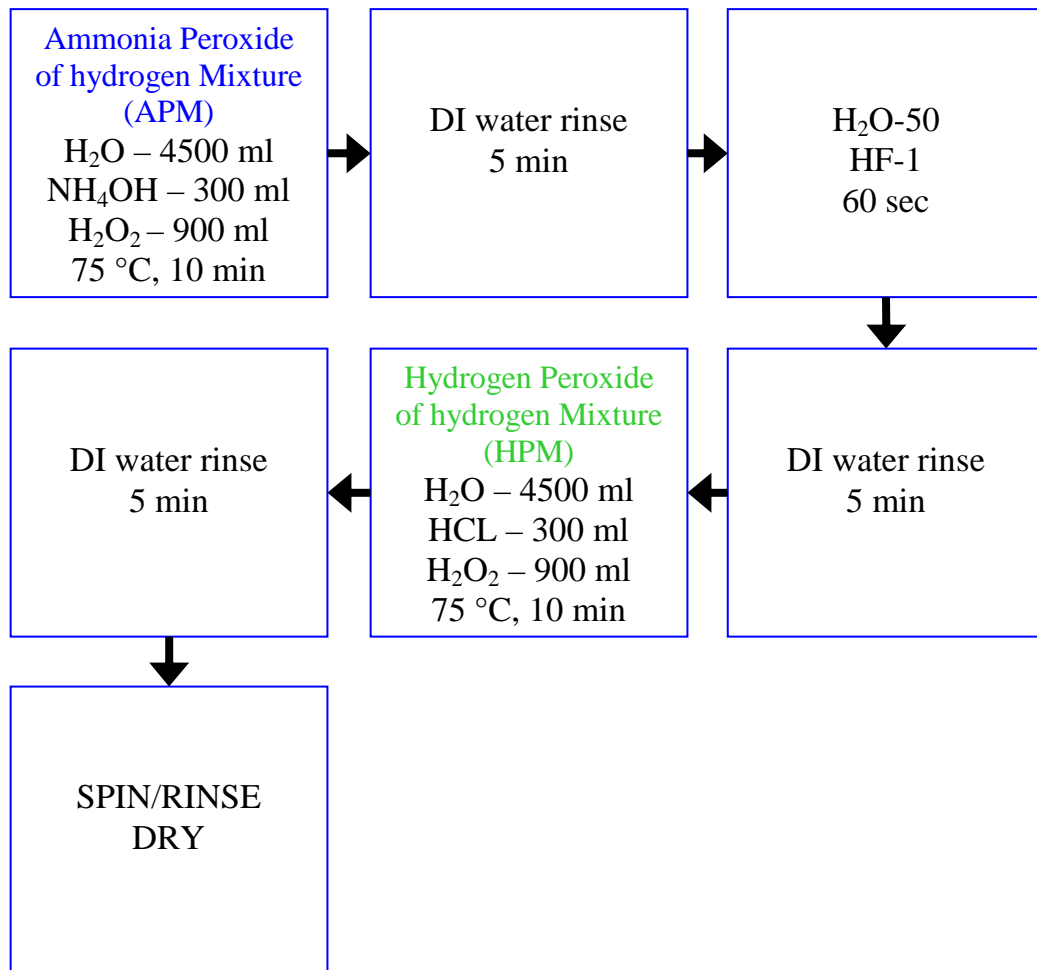 Ammonia Peroxide
of hydrogen Mixture
(APM)
H₂O – 4500 ml
NH₄OH – 300 ml
H₂O₂ – 900 ml
75 °C, 10 min
DI water rinse
5 min
H₂O-50
HF-1
60 sec
DI water rinse
5 min
Hydrogen Peroxide
of hydrogen Mixture
(HPM)
H₂O – 4500 ml
HCL – 300 ml
H₂O₂ – 900 ml
75 °C, 10 min
DI water rinse
5 min
SPIN/RINSE
DRY